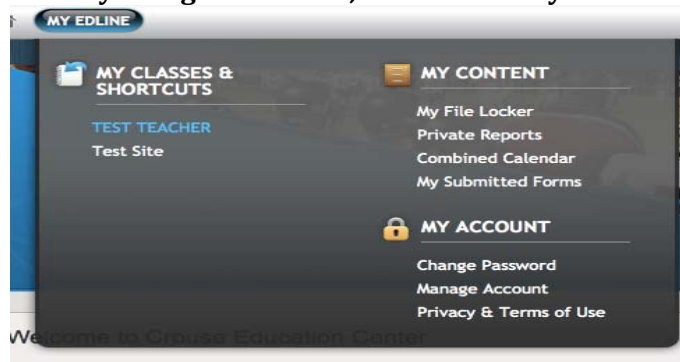 MY EDLINE
MY CLASSES &
SHORTCUTS
TEST TEACHER
Test Site
MY CONTENT
My File Locker
Private Reports
Combined Calendar
My Submitted Forms
MY ACCOUNT
Change Password
Manage Account
Privacy & Terms of Use
Welcome to Crouse Education Center